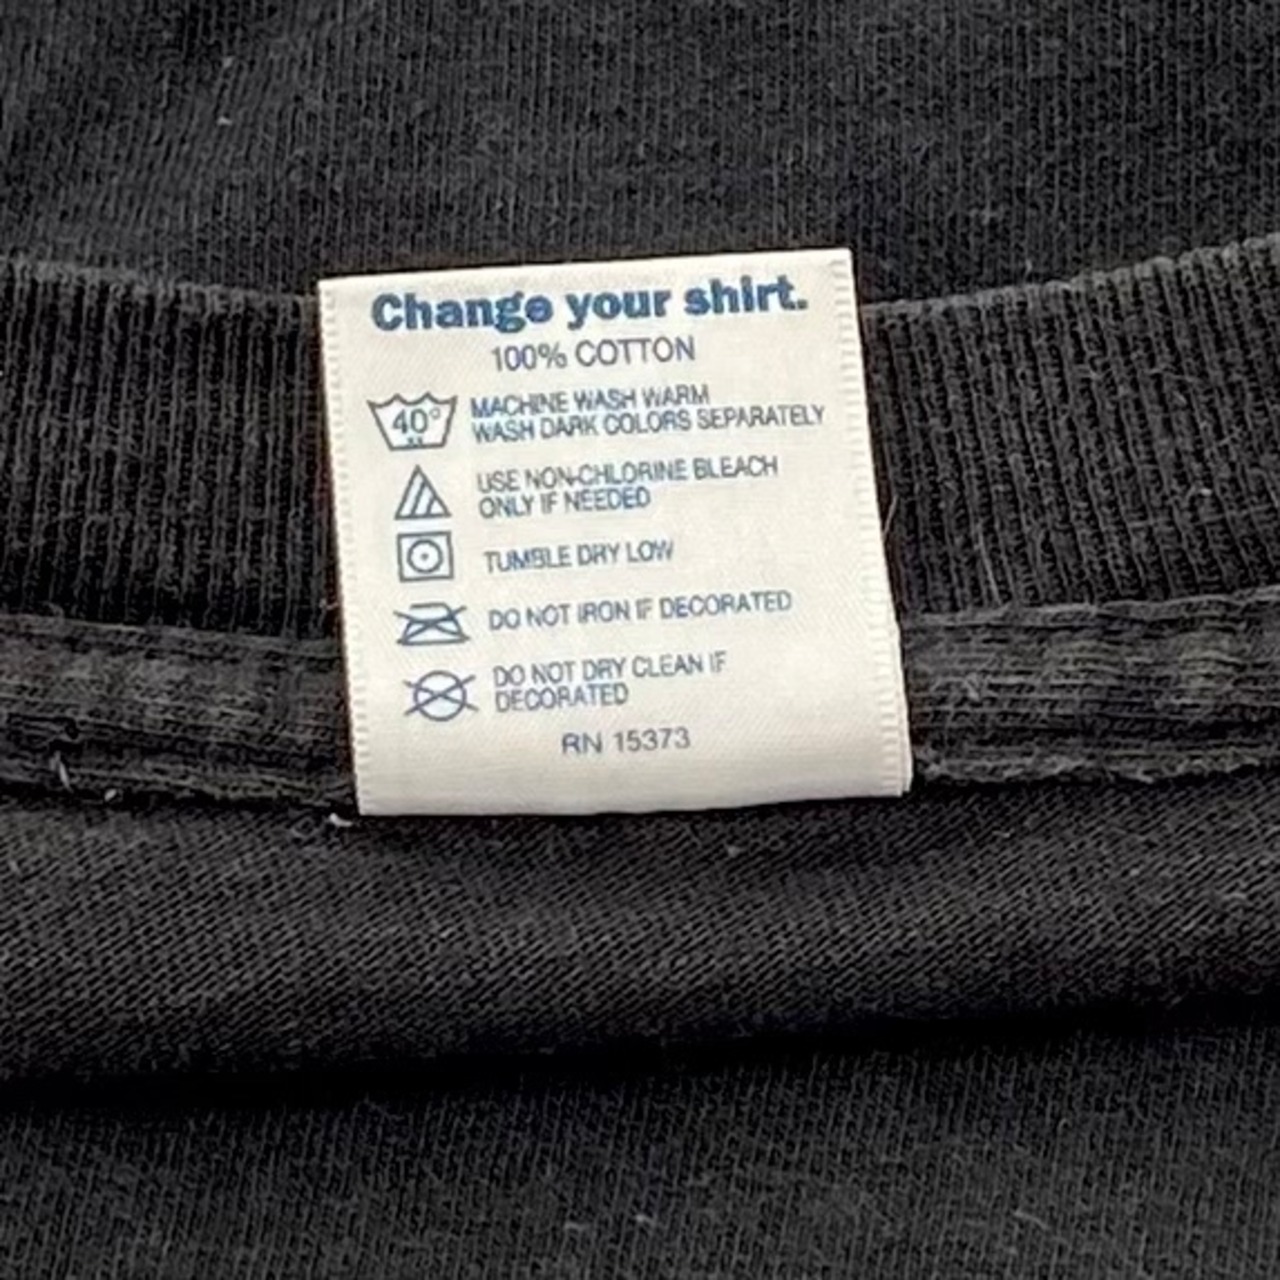 Change your shirt.
100% COTTON
40°
MACHINE WASH WARM
WASH DARK COLORS SEPARATELY
USE NON-CHLORINE BLEACH
ONLY IF NEEDED
TUMBLE DRY LOW
DO NOT IRON IF DECORATED
DO NOT DRY CLEAN IF
DECORATED
RN 15373